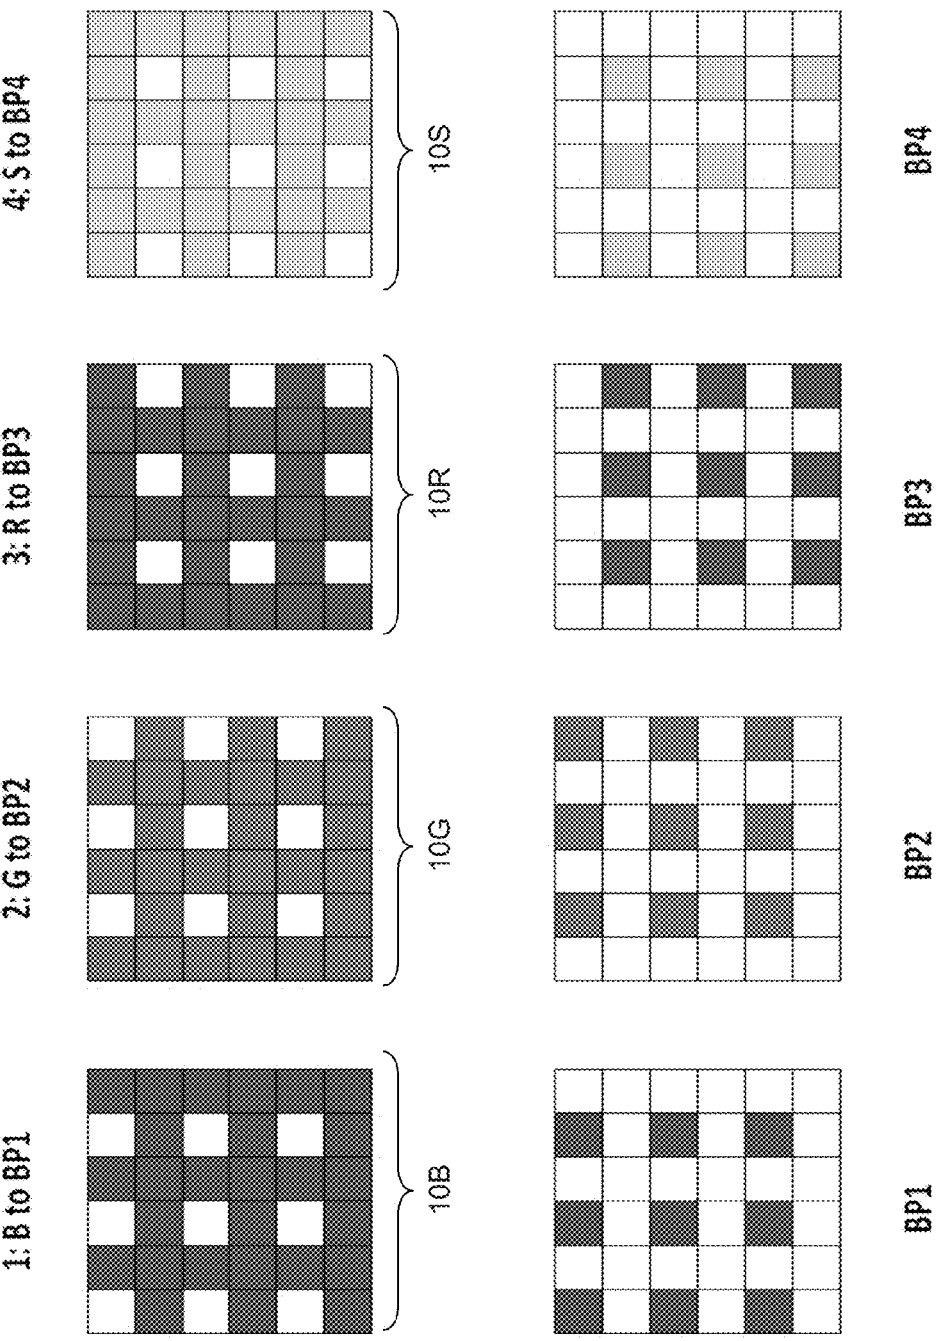 1: B to BP1
2: G to BP2
3: R to BP3
4: S to BP4
10B
10G
10R
10S
BP1
BP2
BP3
BP4